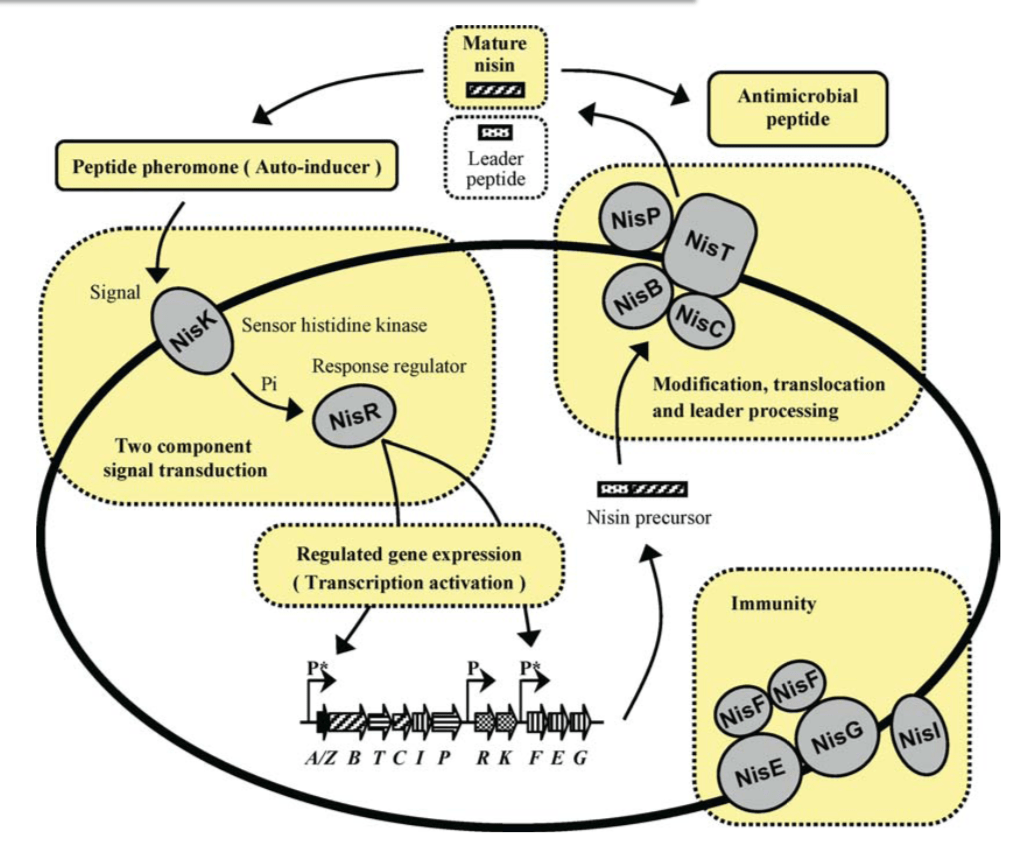 Mature
nisin
Antimicrobial
peptide
Leader
peptide
Peptide pheromone ( Auto-inducer )
NisP
NisT
NisB
NisC
Modification, translocation
and leader processing
Signal
NisK
Sensor histidine kinase
Response regulator
Pi
NisR
Two component
signal transduction
Nisin precursor
Regulated gene expression
( Transcription activation )
P* P P*
A/Z B T C I P R K F E G
Immunity
NisF
NisF
NisG
NisI
NisE